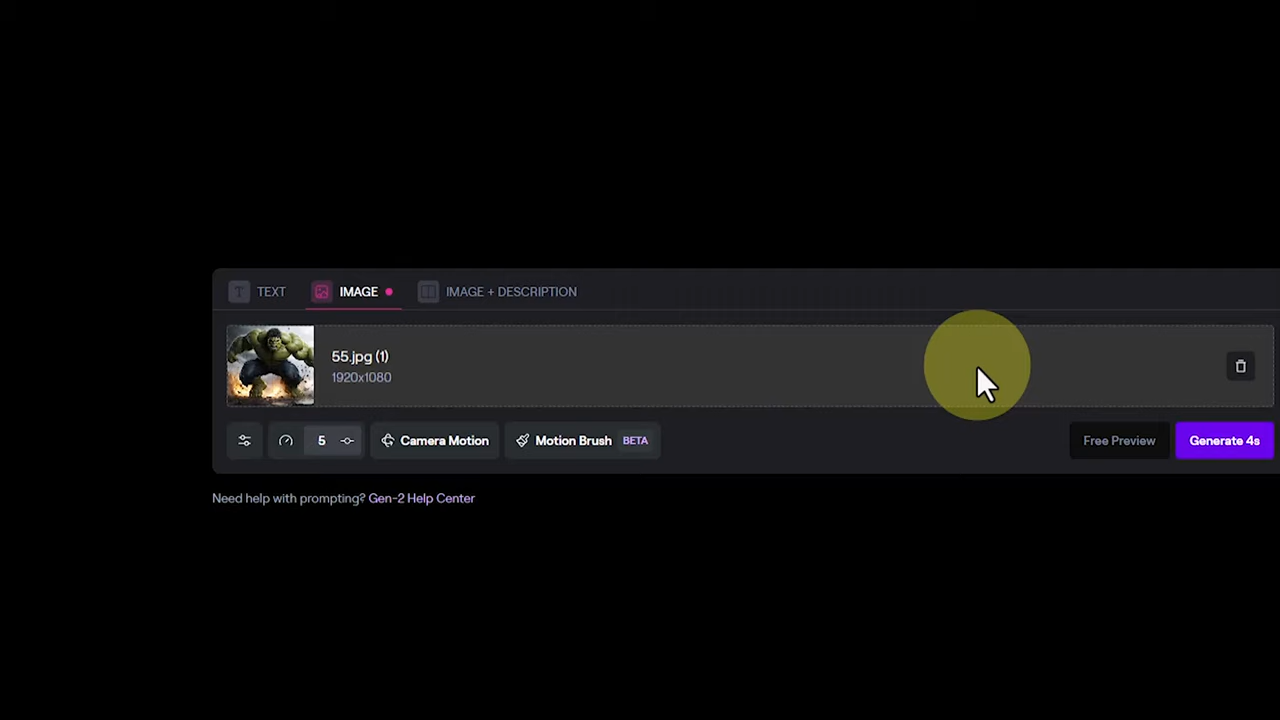 TEXT IMAGE IMAGE + DESCRIPTION
55.jpg (1)
1920x1080
5 Camera Motion Motion Brush BETA Free Preview Generate 4s
Need help with prompting? Gen-2 Help Center